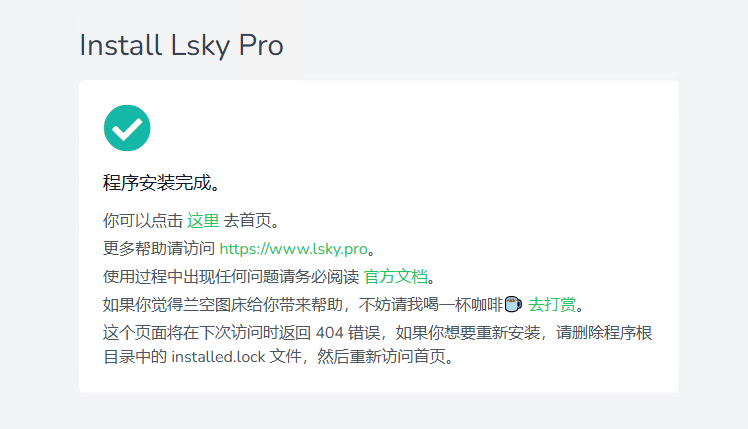 Install Lsky Pro
程序安装完成。
你可以点击 这里 去首页。
更多帮助请访问 https://www.lsky.pro。
使用过程中出现任何问题请务必阅读 官方文档。
如果你觉得兰空图床给你带来帮助，不妨请我喝一杯咖啡☕ 去打赏。
这个页面将在下次访问时返回 404 错误，如果你想要重新安装，请删除程序根
目录中的 installed.lock 文件，然后重新访问首页。